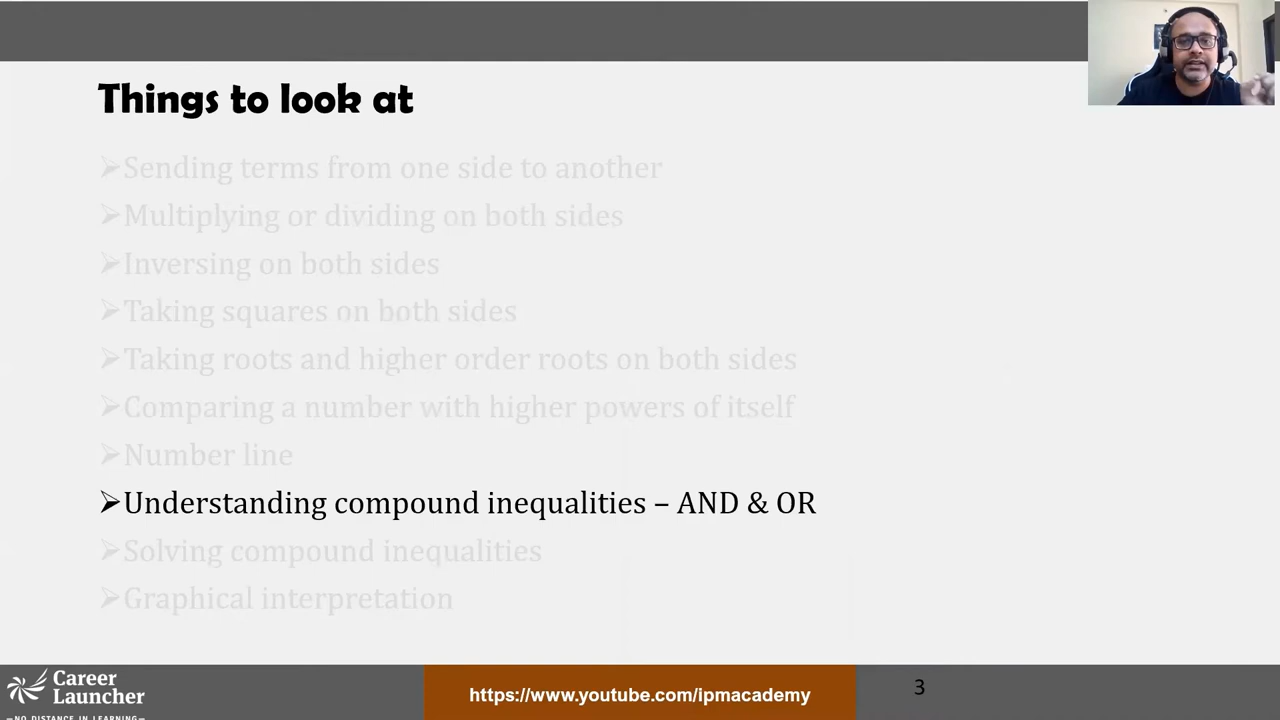 Things to look at
➢Sending terms from one side to another
➢Multiplying or dividing on both sides
➢Inversing on both sides
➢Taking squares on both sides
➢Taking roots and higher order roots on both sides
➢Comparing a number with higher powers of itself
➢Number line
➢Understanding compound inequalities – AND & OR
➢Solving compound inequalities
➢Graphical interpretation
Career
Launcher
—NO DISTANCE IN LEARNING—
https://www.youtube.com/ipmacademy
3